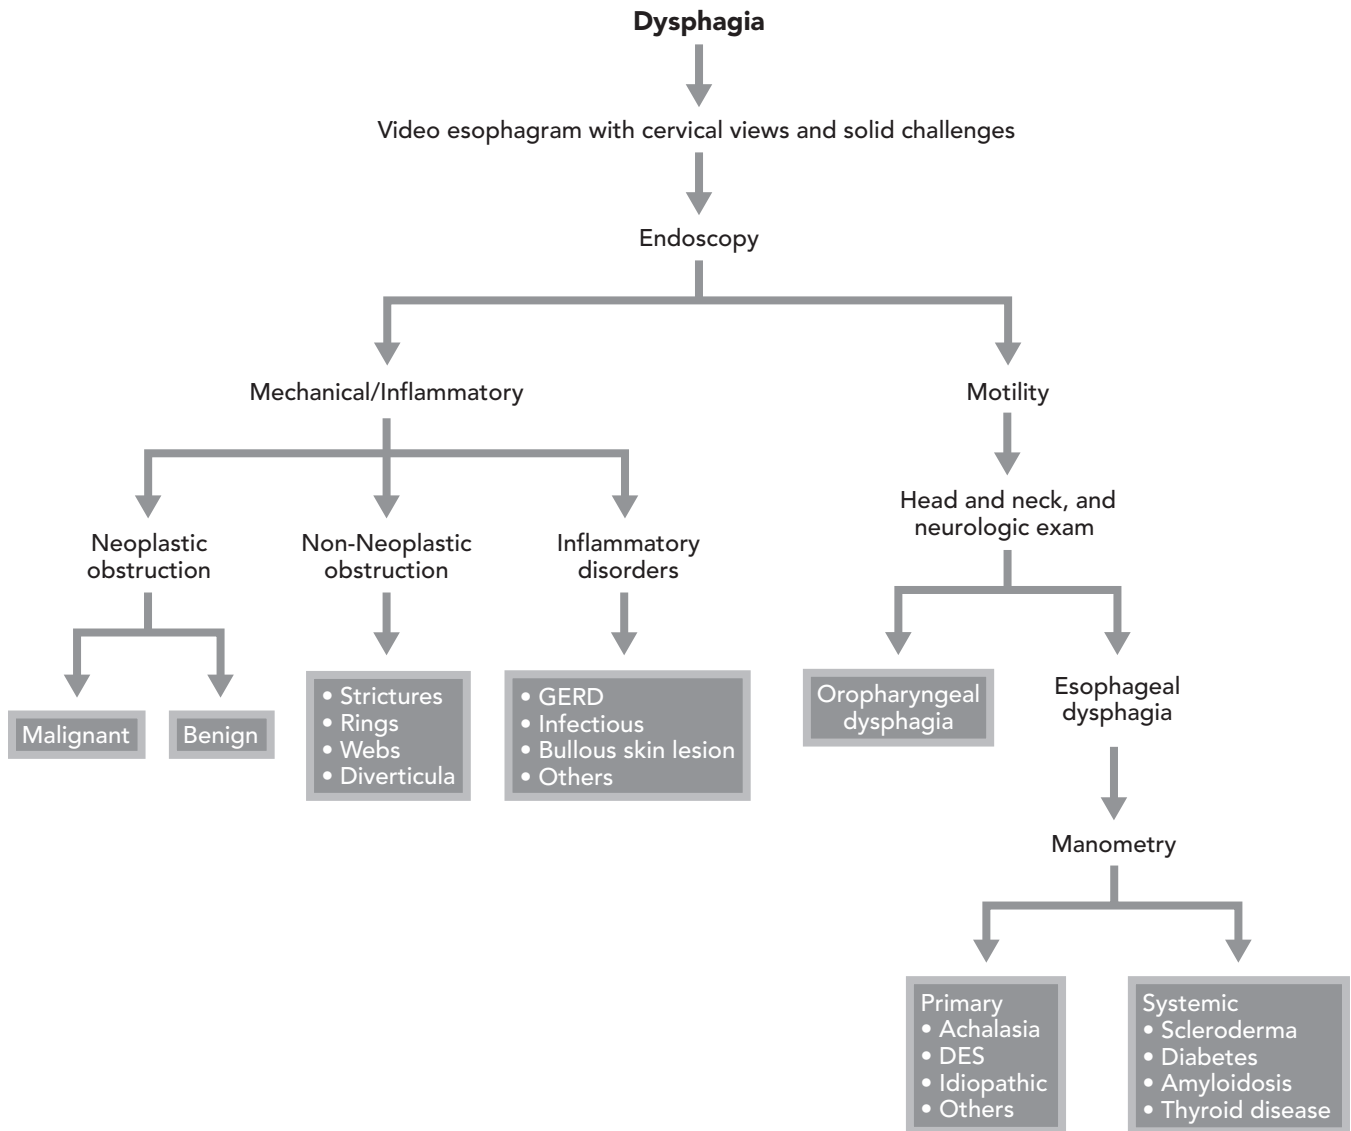 Dysphagia
Video esophagram with cervical views and solid challenges
Endoscopy
Mechanical/Inflammatory
Motility
Head and neck, and
neurologic exam
Neoplastic
obstruction
Non-Neoplastic
obstruction
Inflammatory
disorders
Malignant
Benign
• Strictures
• Rings
• Webs
• Diverticula
• GERD
• Infectious
• Bullous skin lesion
• Others
Oropharyngeal
dysphagia
Esophageal
dysphagia
Manometry
Primary
• Achalasia
• DES
• Idiopathic
• Others
Systemic
• Scleroderma
• Diabetes
• Amyloidosis
• Thyroid disease